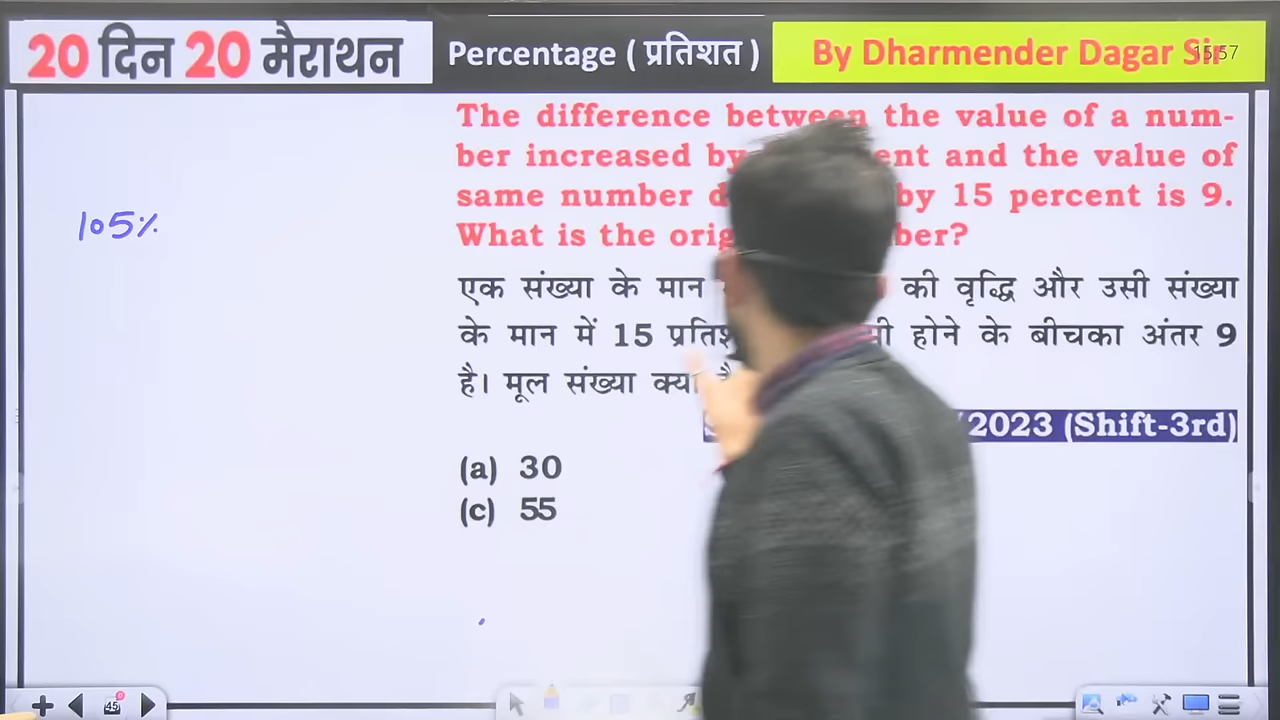 20 दिन 20 मैराथन
Percentage ( प्रतिशत )
By Dharmender Dagar Sir
15:57
The difference between the value of a num-
ber increased by ent and the value of
same number d by 15 percent is 9.
What is the orig ber?
एक संख्या के मान की वृद्धि और उसी संख्या
के मान में 15 प्रतिश मी होने के बीचका अंतर 9
है। मूल संख्या क्या है
2023 (Shift-3rd)
(a) 30
(c) 55
105%
45